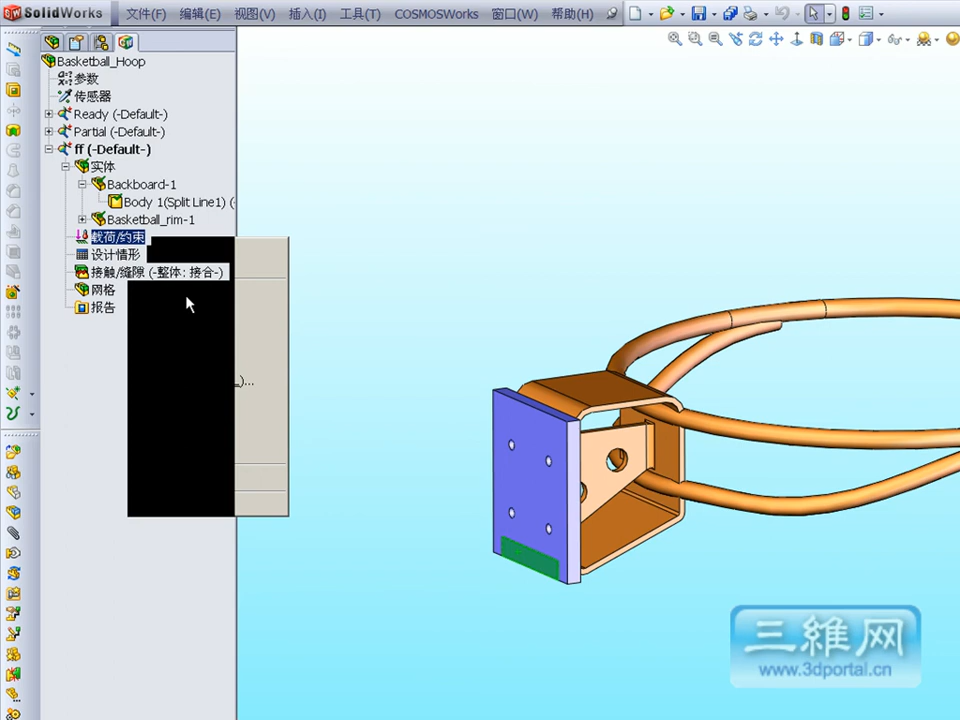 SolidWorks 文件(F) 编辑(E) 视图(V) 插入(I) 工具(T) COSMOSWorks 窗口(W) 帮助(H)
Basketball_Hoop
参数
传感器
Ready (-Default-)
Partial (-Default-)
ff (-Default-)
实体
Backboard-1
Body 1(Split Line1) (-
Basketball_rim-1
载荷/约束
设计情形
接触/缝隙 (-整体: 接合-)
网格
报告
_)...
三維网
www.3dportal.cn